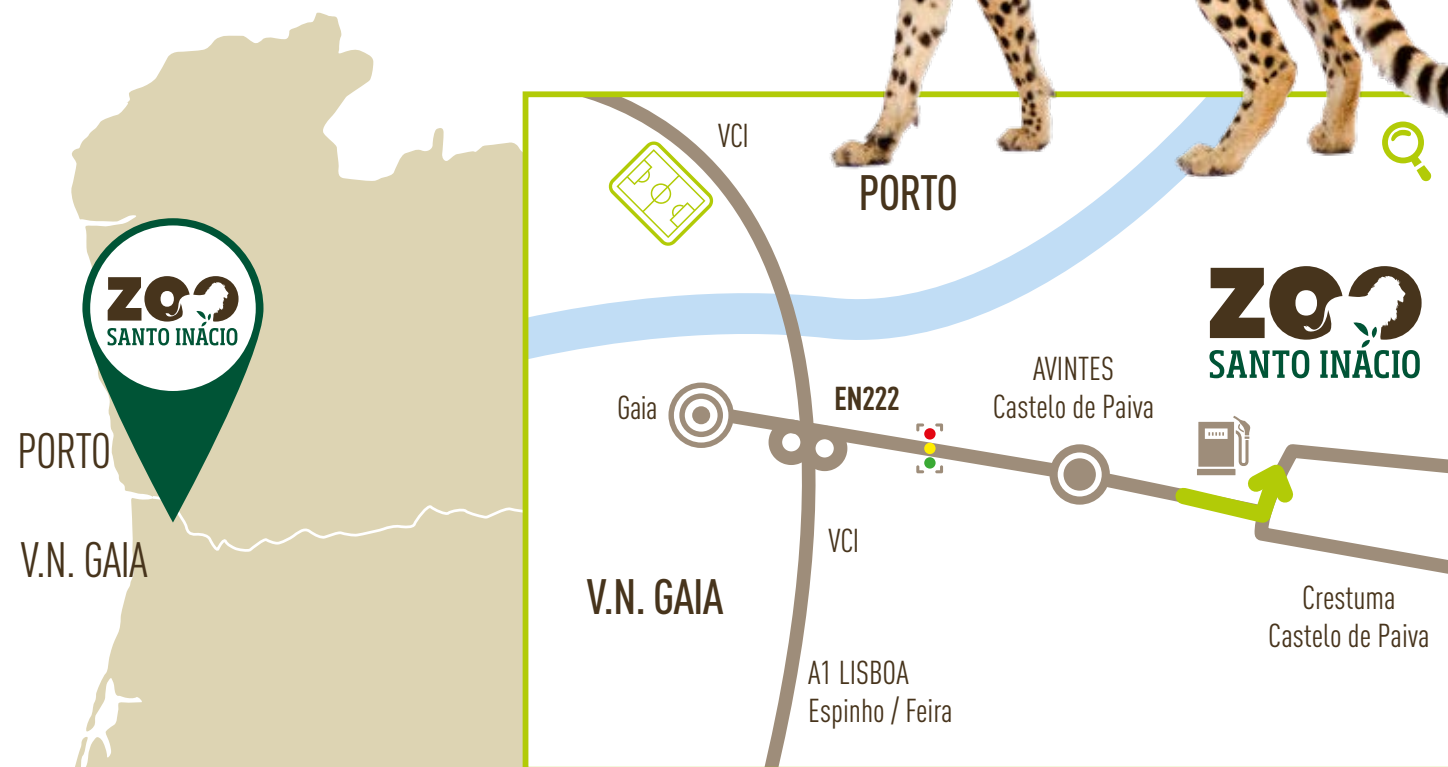 ZOO
SANTO INÁCIO
PORTO
V.N. GAIA
VCI
PORTO
ZOO
SANTO INÁCIO
AVINTES
Castelo de Paiva
EN222
Gaia
VCI
V.N. GAIA
Crestuma
Castelo de Paiva
A1 LISBOA
Espinho / Feira